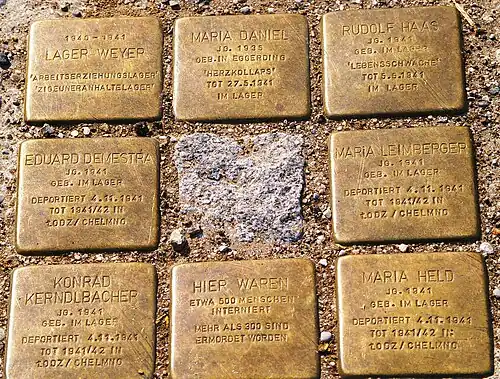 1940 - 1941
LAGER WEYER
'ARBEITSERZIEHUNGSLAGER'
'ZIGEUNERANHALTELAGER'
MARIA DANIEL
JG. 1935
GEB. IN EGGERDING
'HERZKOLLAPS'
TOT 27.5.1941
IM LAGER
RUDOLF HAAS
JG. 1941
GEB. IM LAGER
'LEBENSSCHWÄCHE'
TOT 5.5.1941
IM LAGER
EDUARD DEMESTRA
JG. 1941
GEB. IM LAGER
DEPORTIERT 4.11.1941
TOT 1941/42 IN
ŁODZ / CHELMNO
MARIA LEIMBERGER
JG. 1941
GEB. IM LAGER
DEPORTIERT 4.11.1941
TOT 1941/42 IN
ŁODZ / CHELMNO
KONRAD
KERNDLBACHER
JG. 1941
GEB. IM LAGER
DEPORTIERT 4.11.1941
TOT 1941/42 IN
ŁODZ / CHELMNO
HIER WAREN
ETWA 500 MENSCHEN
INTERNIERT
MEHR ALS 300 SIND
ERMORDET WORDEN
MARIA HELD
JG. 1941
GEB. IM LAGER
DEPORTIERT 4.11.1941
TOT 1941/42 IN
ŁODZ / CHELMNO